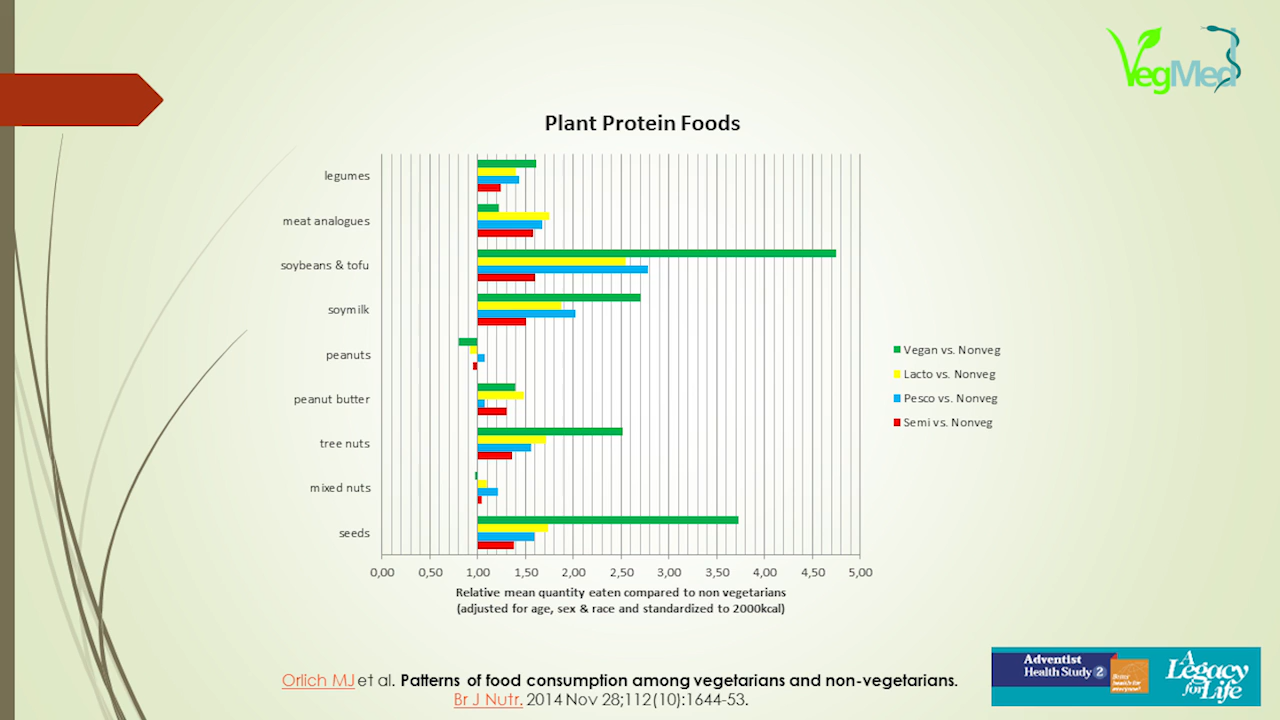 VegMed
Plant Protein Foods
legumes
meat analogues
soybeans & tofu
soymilk
peanuts
peanut butter
tree nuts
mixed nuts
seeds
0,00 0,50 1,00 1,50 2,00 2,50 3,00 3,50 4,00 4,50 5,00
Relative mean quantity eaten compared to non vegetarians
(adjusted for age, sex & race and standardized to 2000kcal)
Vegan vs. Nonveg
Lacto vs. Nonveg
Pesco vs. Nonveg
Semi vs. Nonveg
Orlich MJ et al. Patterns of food consumption among vegetarians and non-vegetarians.
Br J Nutr. 2014 Nov 28;112(10):1644-53.
Adventist
Health Study 2
Better
health for
everyone!
A
Legacy
for Life